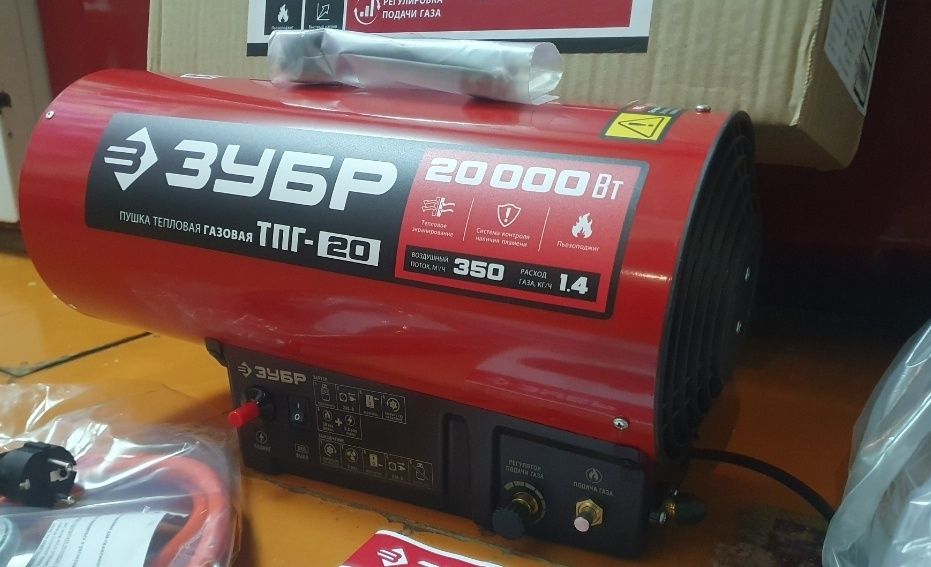 РЕГУЛИРОВКА
ПОДАЧИ ГАЗА
Пьезоподжиг
ЗУБР
ПУШКА ТЕПЛОВАЯ ГАЗОВАЯ ТПГ-20
20 000 Вт
Тепловое
экранирование
Система контроля
наличия пламени
Пьезоподжиг
ВОЗДУШНЫЙ
ПОТОК, М³/Ч 350
РАСХОД
ГАЗА, КГ/Ч 1.4
ЗУБР
РЕГУЛЯТОР
ПОДАЧИ ГАЗА
ПОДАЧА ГАЗА